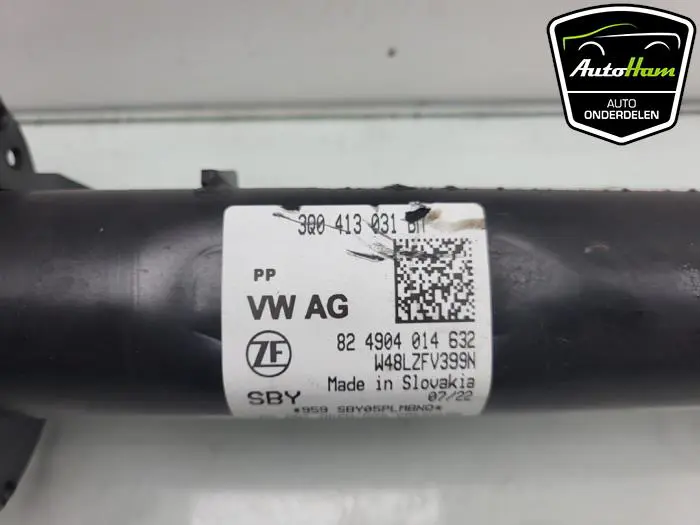 AutoHam
AUTO
ONDERDELEN
3Q0 413 031 BM
PP
VW AG
ZF
82 4904 014 632
W48LZFV399N
Made in Slovakia
SBY
07/22
*959 SBY05PLMBNO*